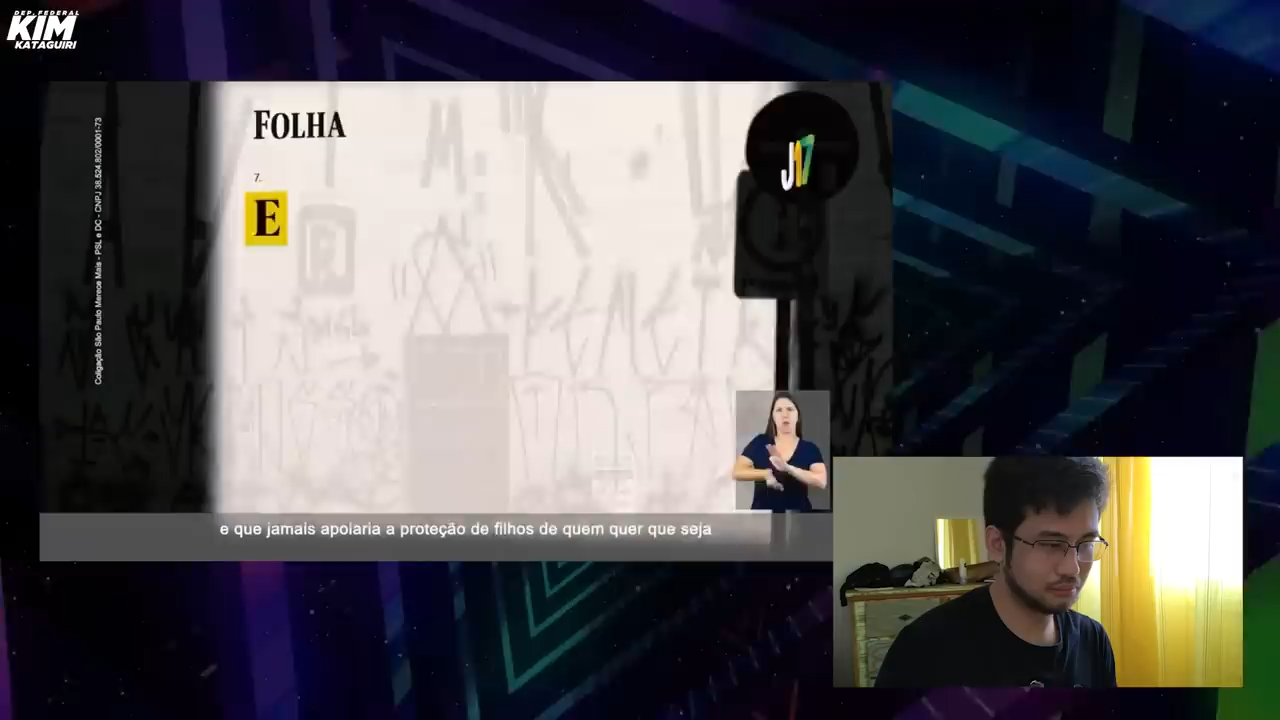 DEP. FEDERAL
KIM
KATAGUIRI
FOLHA
7.
E
J17
Coligação São Paulo Merece Mais - PSL e DC - CNPJ 38.524.802/0001-73
e que jamais apoiaria a proteção de filhos de quem quer que seja